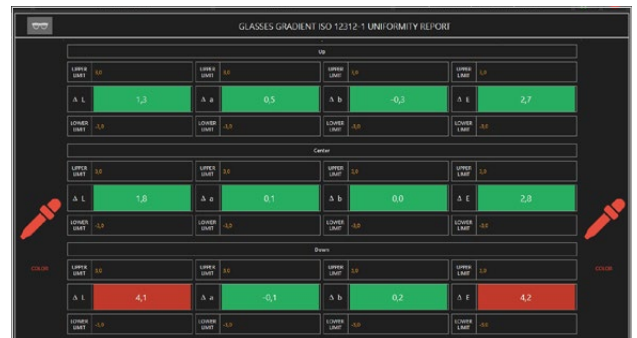 GLASSES GRADIENT ISO 12312-1 UNIFORMITY REPORT
Up
UPPER LIMIT UPPER LIMIT UPPER LIMIT UPPER LIMIT
Δ L 1,3 Δ a 0,5 Δ b -0,3 Δ E 2,7
LOWER LIMIT LOWER LIMIT LOWER LIMIT LOWER LIMIT
Center
UPPER LIMIT UPPER LIMIT UPPER LIMIT UPPER LIMIT
Δ L 1,8 Δ a 0,1 Δ b 0,0 Δ E 2,8
LOWER LIMIT LOWER LIMIT LOWER LIMIT LOWER LIMIT
Down
COLOR UPPER LIMIT UPPER LIMIT UPPER LIMIT UPPER LIMIT COLOR
Δ L 4,1 Δ a -0,1 Δ b 0,2 Δ E 4,2
LOWER LIMIT LOWER LIMIT LOWER LIMIT LOWER LIMIT